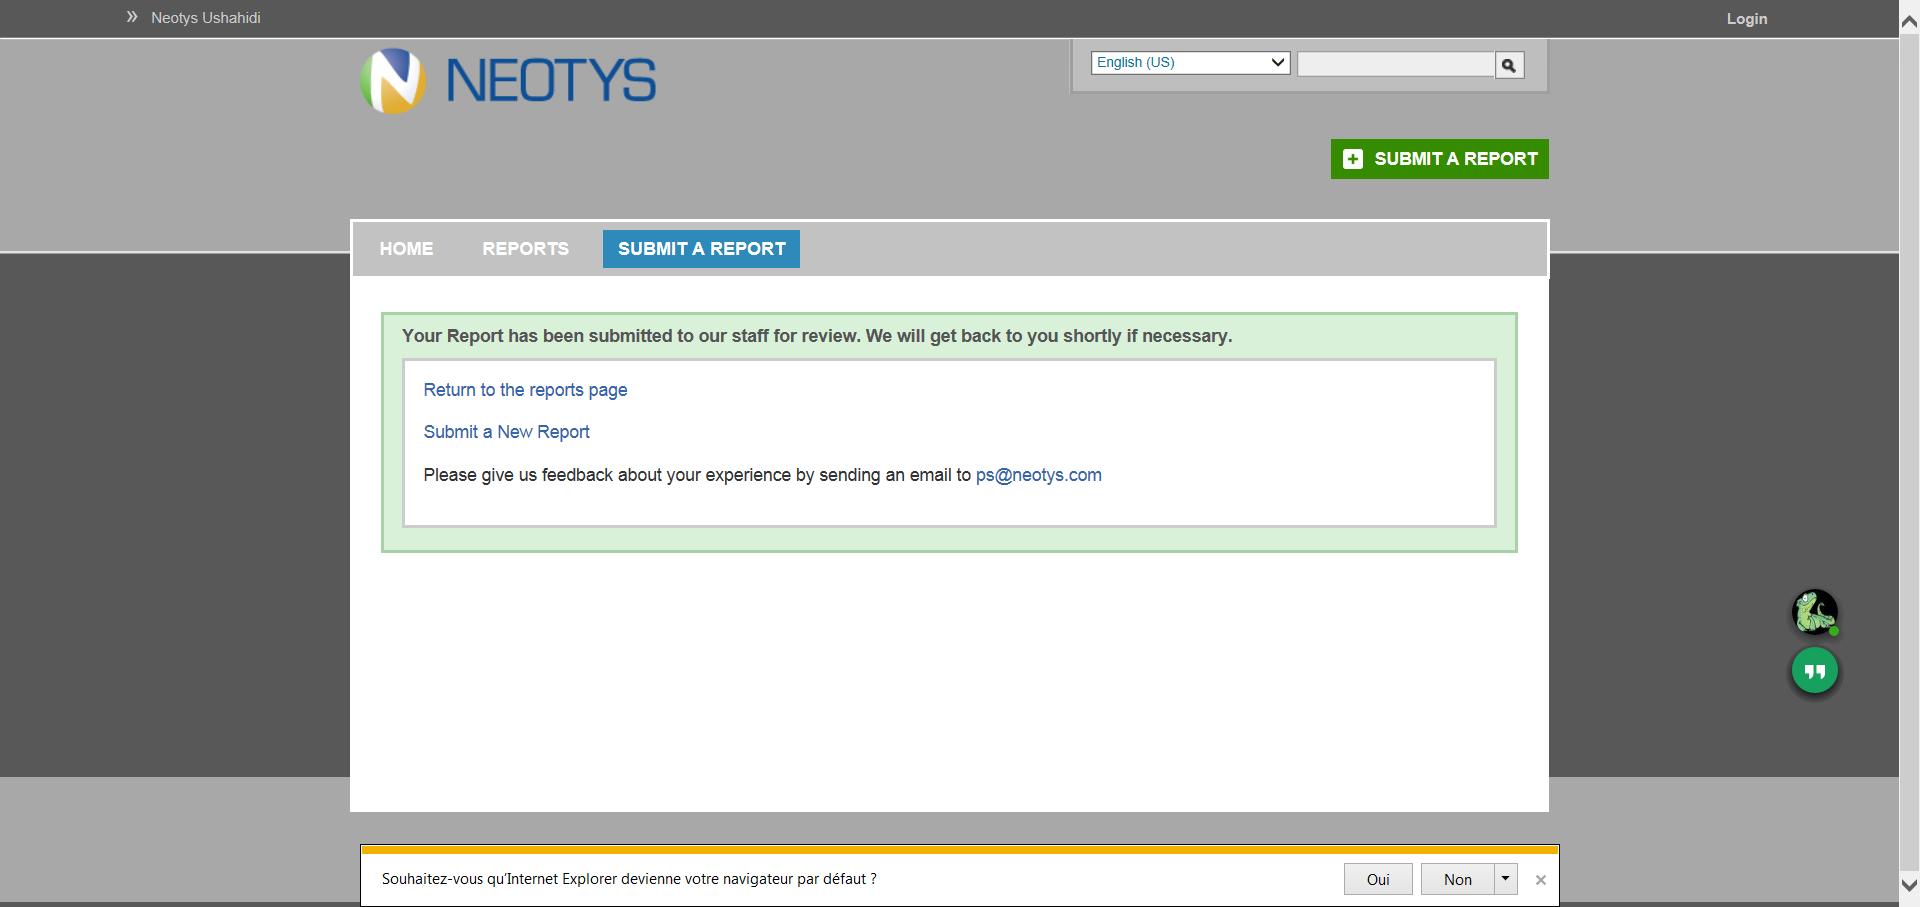 Neotys Ushahidi
Login
NEOTYS
English (US)
SUBMIT A REPORT
HOME
REPORTS
SUBMIT A REPORT
Your Report has been submitted to our staff for review. We will get back to you shortly if necessary.
Return to the reports page
Submit a New Report
Please give us feedback about your experience by sending an email to ps@neotys.com
Souhaitez-vous qu'Internet Explorer devienne votre navigateur par défaut ?
Oui
Non